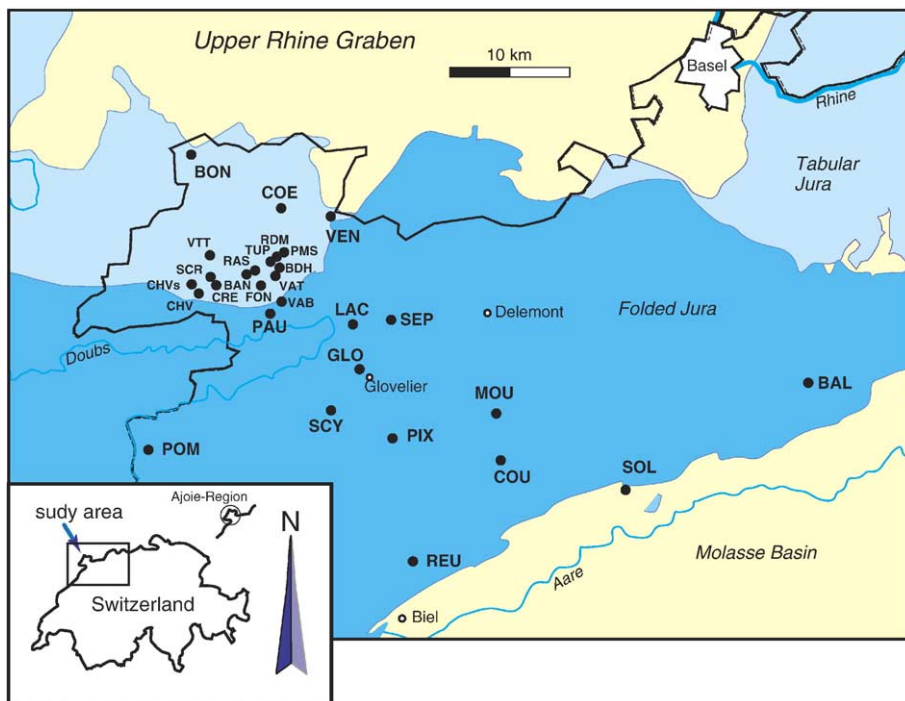 Upper Rhine Graben
10 km
Basel
Rhine
Tabular
Jura
BON
COE
VEN
VTT
RDM
TUP
PMS
SCR
RAS
BDH
CHVs
BAN
VAT
CHV
CRE
FON
VAB
PAU
LAC
SEP
Delemont
Folded Jura
Doubs
GLO
Glovelier
MOU
BAL
SCY
PIX
POM
COU
SOL
REU
Molasse Basin
Aare
Biel
Ajoie-Region
sudy area
N
Switzerland